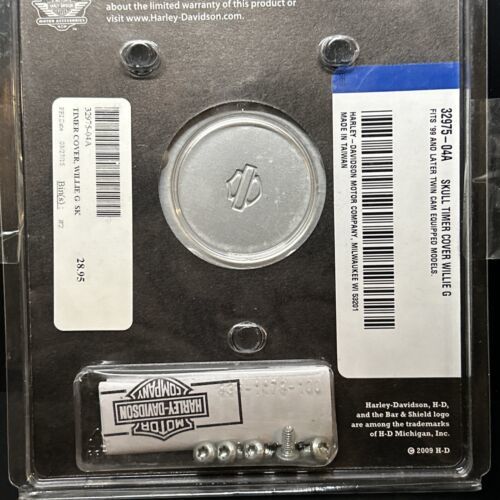 HARLEY-DAVIDSON
MOTOR ACCESSORIES
about the limited warranty of this product or
visit www.Harley-Davidson.com
32975-04A
TIMER COVER, WILLIE G SK
Bin(s):
28.95
32975-04A SKULL TIMER COVER WILLIE G
FITS '99 AND LATER TWIN CAM EQUIPPED MODELS.
HARLEY-DAVIDSON MOTOR COMPANY, MILWAUKEE WI 53201
MADE IN TAIWAN
MOTOR
HARLEY-DAVIDSON
COMPANY
Harley-Davidson, H-D,
and the Bar & Shield logo
are among the trademarks
of H-D Michigan, Inc.
© 2009 H-D